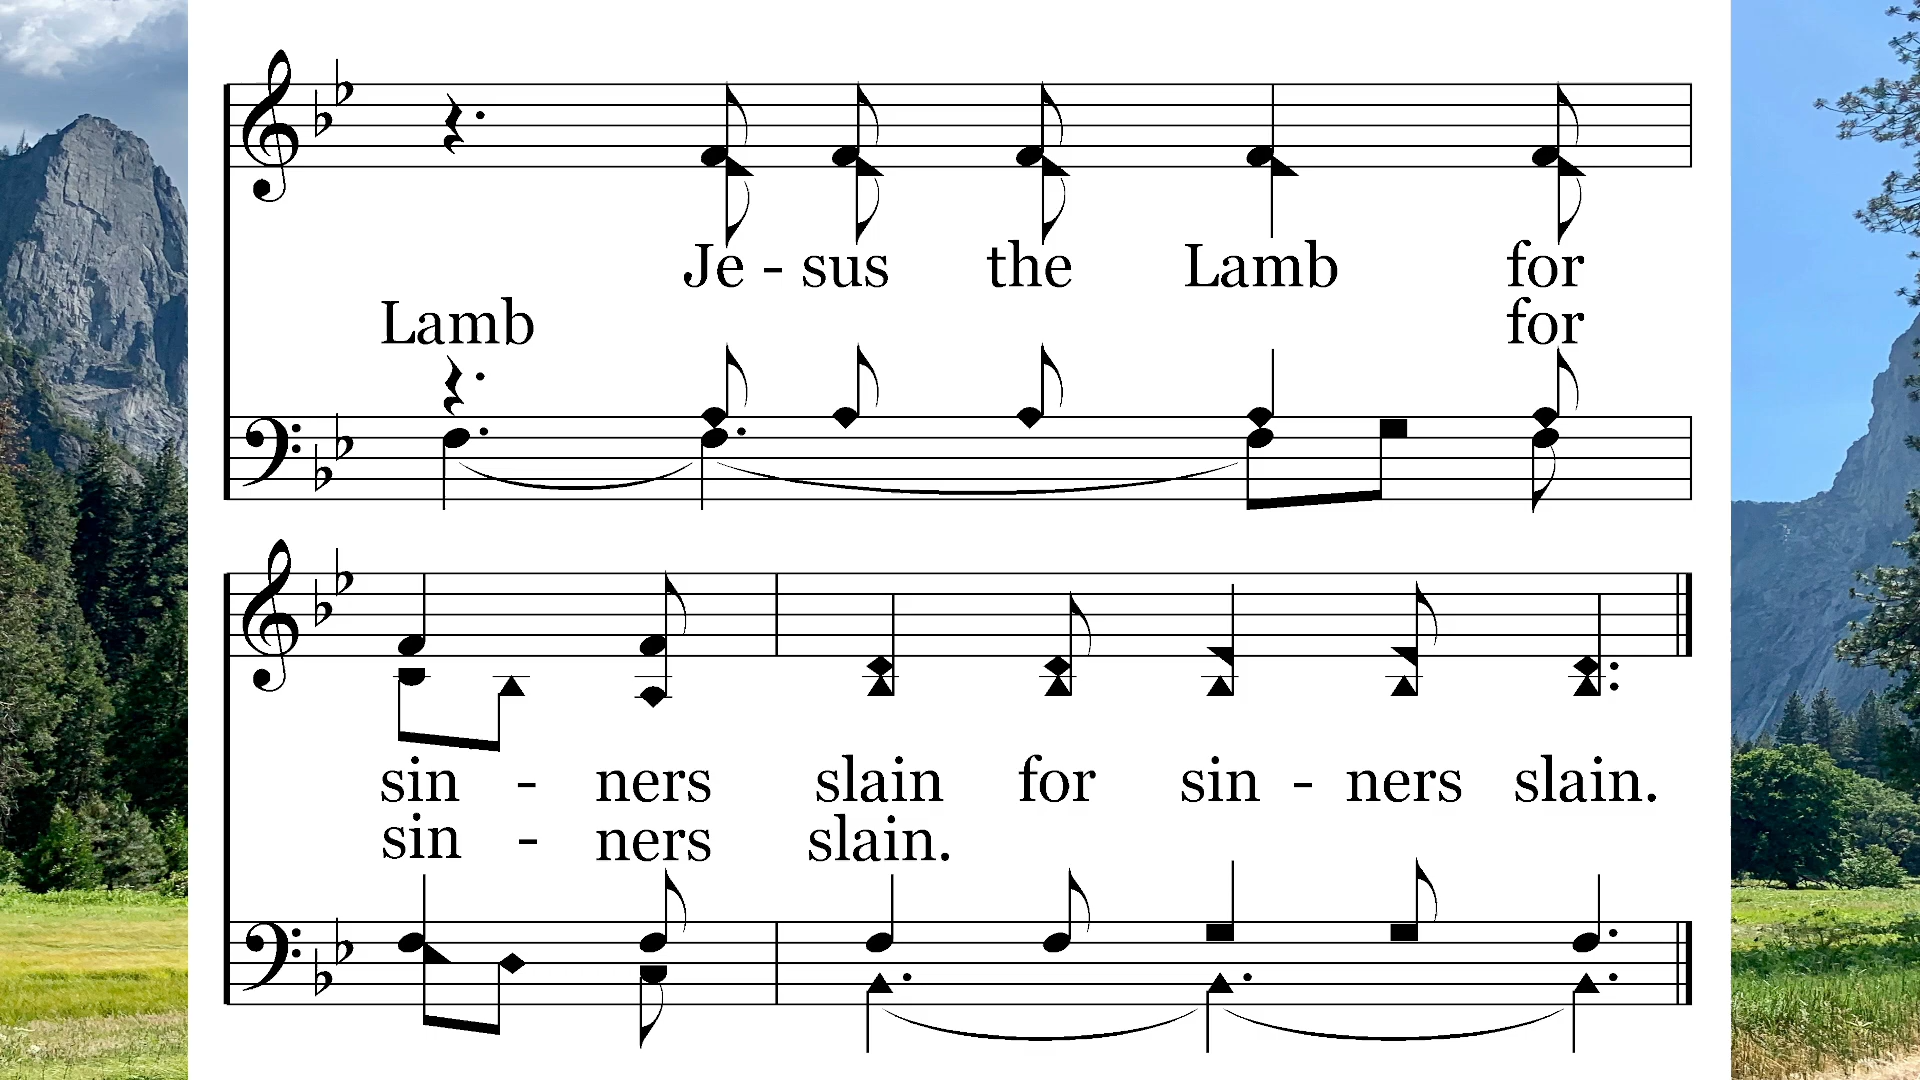 Je - sus the Lamb for
Lamb for
sin - ners slain for sin - ners slain.
sin - ners slain.